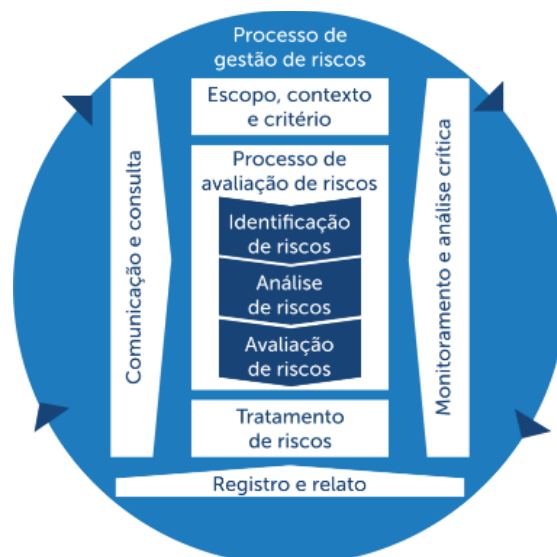 Processo de
gestão de riscos
Escopo, contexto
e critério
Processo de
avaliação de riscos
Identificação
de riscos
Análise
de riscos
Avaliação
de riscos
Tratamento
de riscos
Comunicação e consulta
Monitoramento e análise crítica
Registro e relato